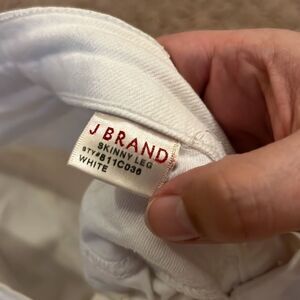 J BRAND
SKINNY LEG
STY#811C036
WHITE